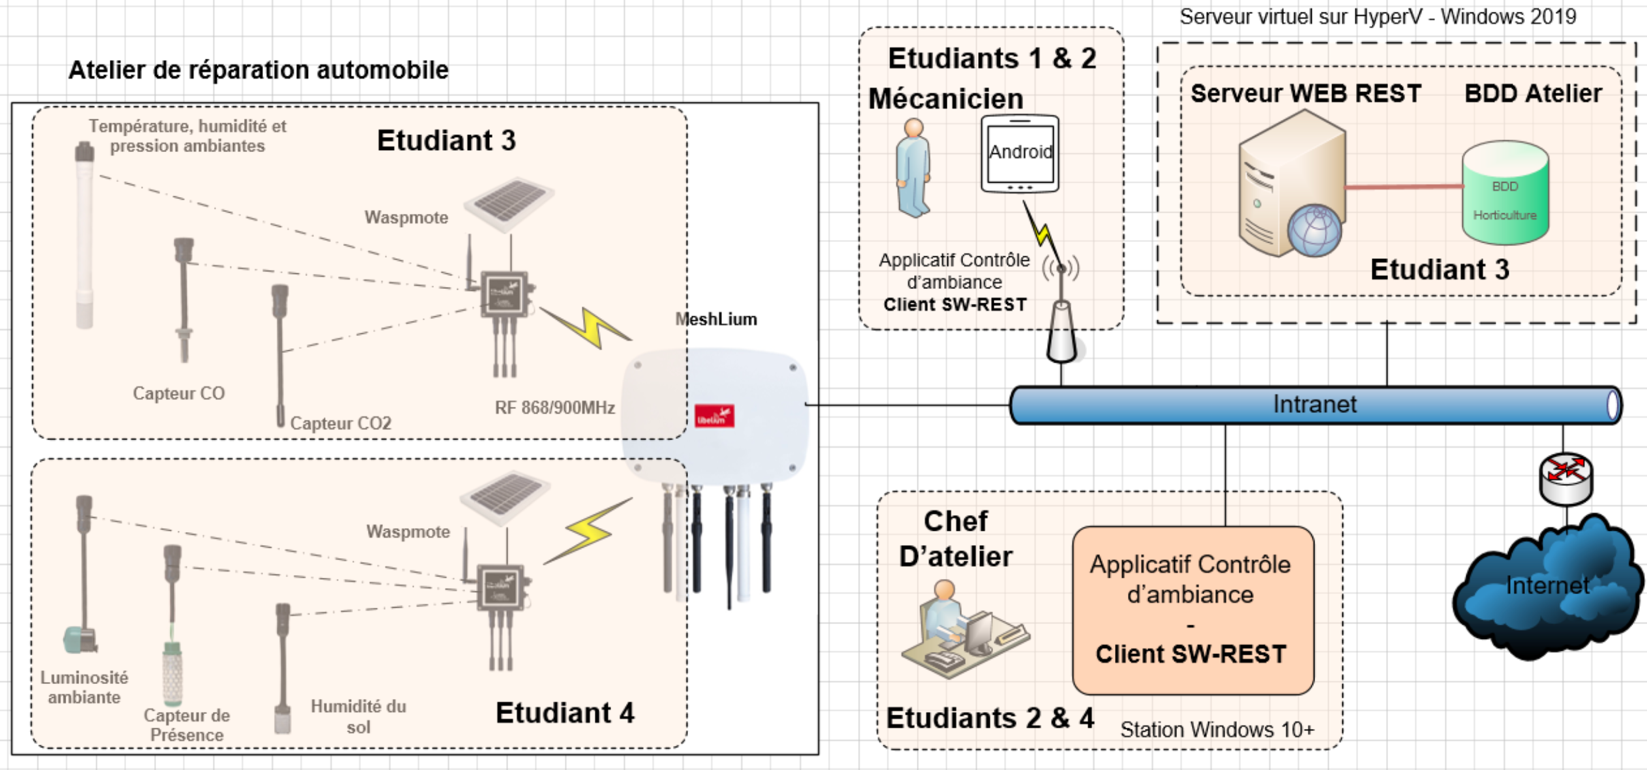 Serveur virtuel sur HyperV - Windows 2019
Atelier de réparation automobile
Température, humidité et
pression ambiantes
Etudiant 3
Waspmote
Capteur CO
Capteur CO2
RF 868/900MHz
MeshLium
libelium
Waspmote
Luminosité
ambiante
Capteur de
Présence
Humidité du
sol
Etudiant 4
Etudiants 1 & 2
Mécanicien
Android
Applicatif Contrôle
d'ambiance
Client SW-REST
Serveur WEB REST
BDD Atelier
BDD
Horticulture
Etudiant 3
Intranet
Chef
D'atelier
Applicatif Contrôle
d'ambiance
-
Client SW-REST
Etudiants 2 & 4
Station Windows 10+
Internet